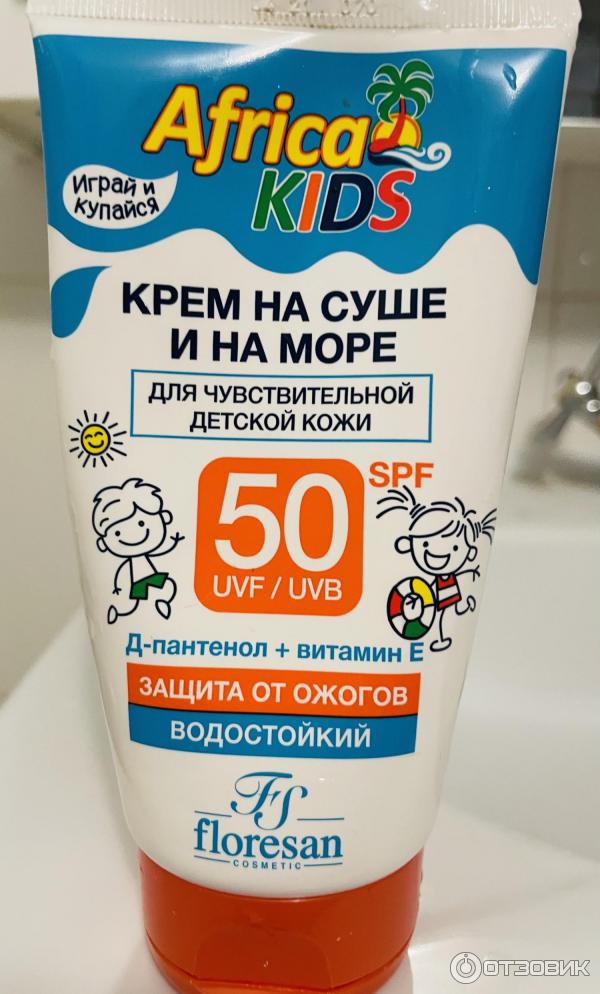 Africa
KIDS
Играй и
купайся
КРЕМ НА СУШЕ
И НА МОРЕ
ДЛЯ ЧУВСТВИТЕЛЬНОЙ
ДЕТСКОЙ КОЖИ
50 SPF
UVF / UVB
Д-пантенол + витамин Е
ЗАЩИТА ОТ ОЖОГОВ
ВОДОСТОЙКИЙ
FS
floresan
COSMETIC
ОТЗОВИК